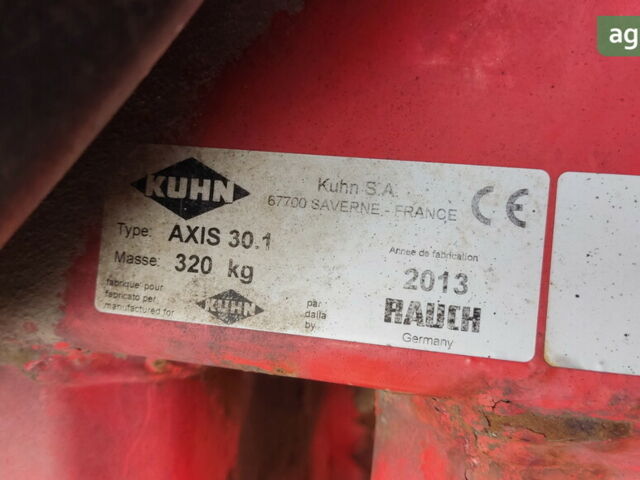 ag
KUHN
Kuhn S.A.
67700 SAVERNE - FRANCE
CE
Type: AXIS 30.1
Masse: 320 kg
Annee de fabrication
2013
fabrique pour
fabricato per
manufactured for
KUHN
par
dalla
by
RAUCH
Germany